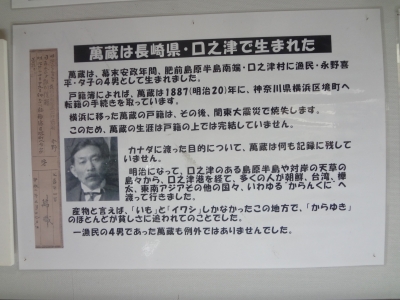 萬蔵は長崎県・口之津で生まれた
萬蔵は、幕末安政年間、肥前島原半島南端・口之津村に漁民・永野喜
平・タ子の4男として生まれました。
戸籍簿によれば、萬蔵は1887(明治20)年に、神奈川県横浜区境町へ
転籍の手続きを取っています。
横浜に移った萬蔵の戸籍は、その後、関東大震災で焼失します。
このため、萬蔵の生涯は戸籍の上では完結していません。
カナダに渡った目的について、萬蔵は何も記録に残して
いません。
明治になって、口之津のある島原半島や対岸の天草の
島々から、口之津港を経て、多くの人が朝鮮、台湾、樺
太、東南アジアその他の国々、いわゆる"からんくに"へ
渡って行きました。
産物と言えば、「いも」と「イワシ」しかなかったこの地方で、「からゆき」
のほとんどが貧しさに追われてのことでした。
一漁民の4男であった萬蔵も例外ではありませんでした。